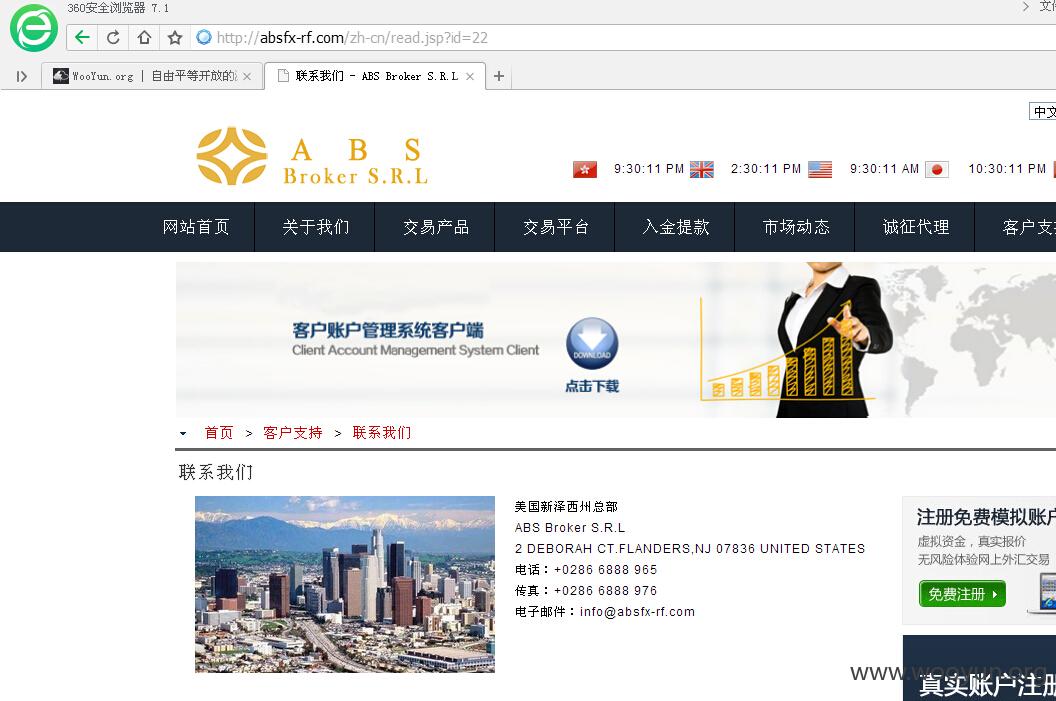 360安全浏览器 7.1
http://absfx-rf.com/zh-cn/read.jsp?id=22
WooYun.org | 自由平等开放的
联系我们 - ABS Broker S.R.L
中文
A B S
Broker S.R.L
9:30:11 PM 2:30:11 PM 9:30:11 AM 10:30:11 PM
网站首页 关于我们 交易产品 交易平台 入金提款 市场动态 诚征代理 客户支
客户账户管理系统客户端
Client Account Management System Client
DOWNLOAD
点击下载
首页 > 客户支持 > 联系我们
联系我们
美国新泽西州总部
ABS Broker S.R.L
2 DEBORAH CT.FLANDERS,NJ 07836 UNITED STATES
电话：+0286 6888 965
传真：+0286 6888 976
电子邮件：info@absfx-rf.com
注册免费模拟账户
虚拟资金，真实报价
无风险体验网上外汇交易
免费注册
www.wooyun.org
真实账户注册